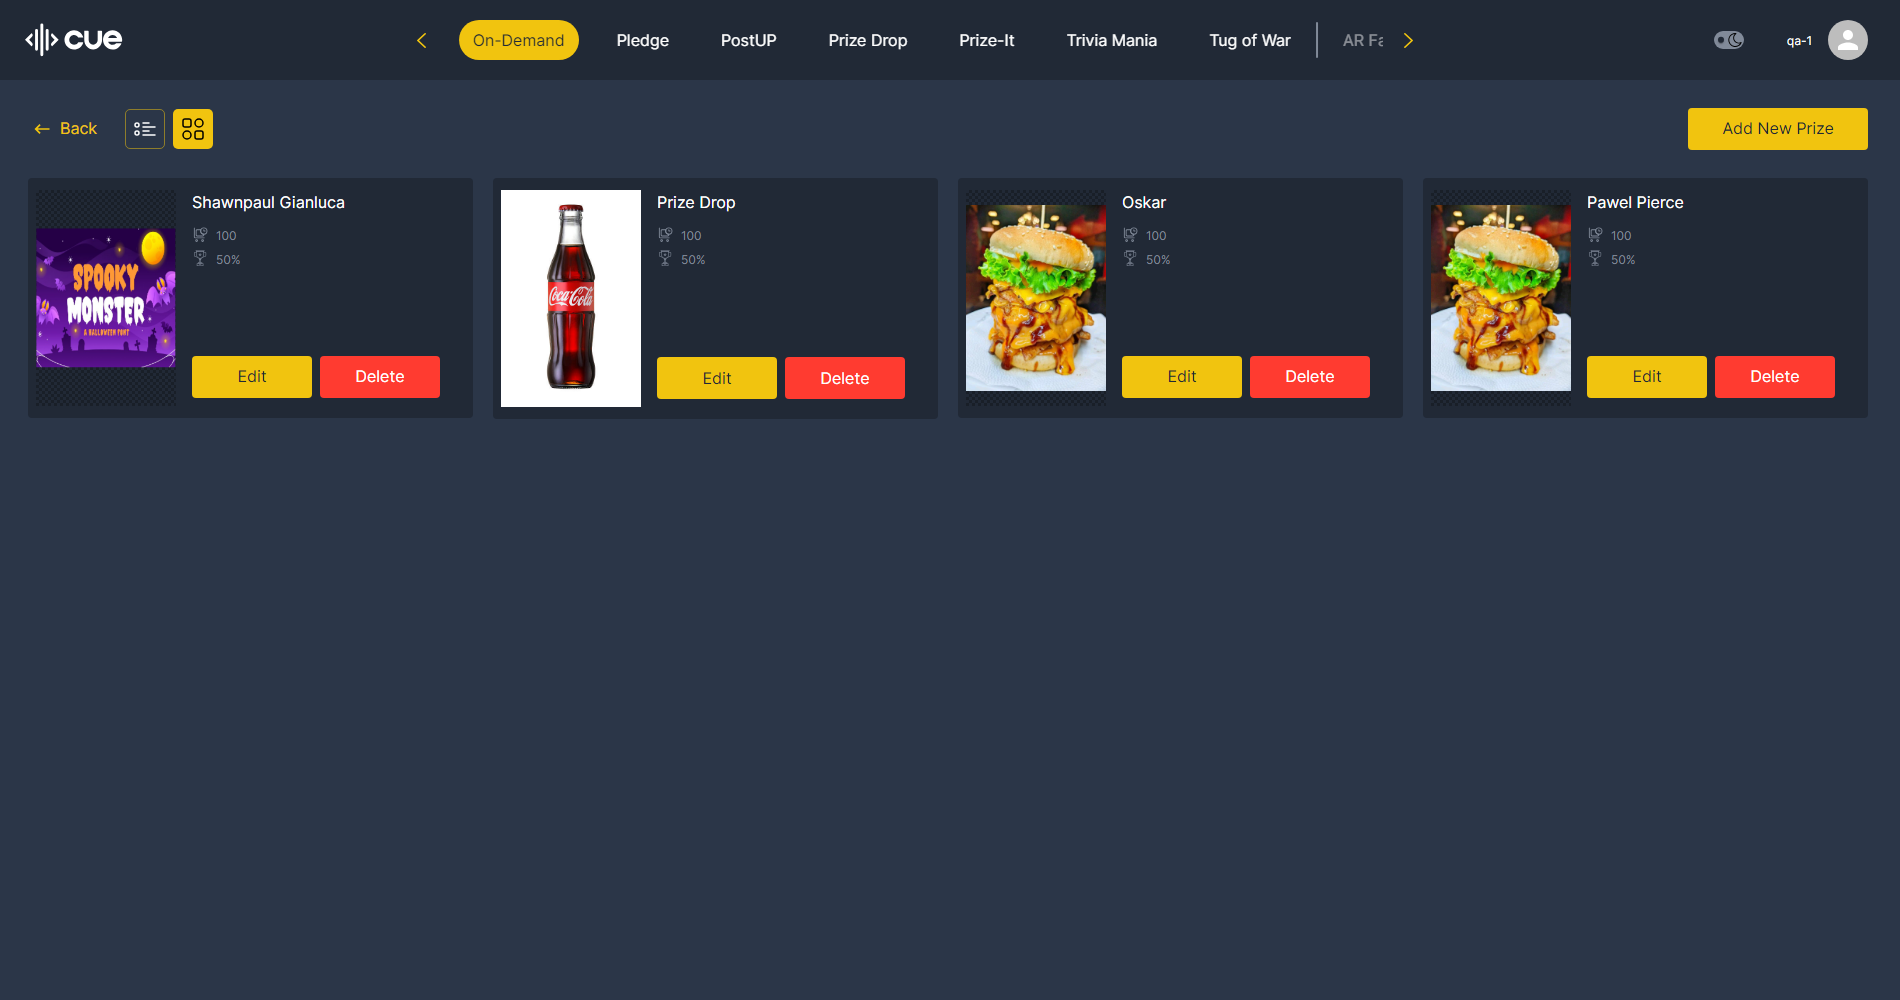 cue
On-Demand
Pledge
PostUP
Prize Drop
Prize-It
Trivia Mania
Tug of War
AR Fa
qa-1
Back
Add New Prize
Shawnpaul Gianluca
100
50%
SPOOKY
MONSTER
A HALLOWEEN FONT
Edit
Delete
Prize Drop
100
50%
Coca-Cola
Edit
Delete
Oskar
100
50%
Edit
Delete
Pawel Pierce
100
50%
Edit
Delete